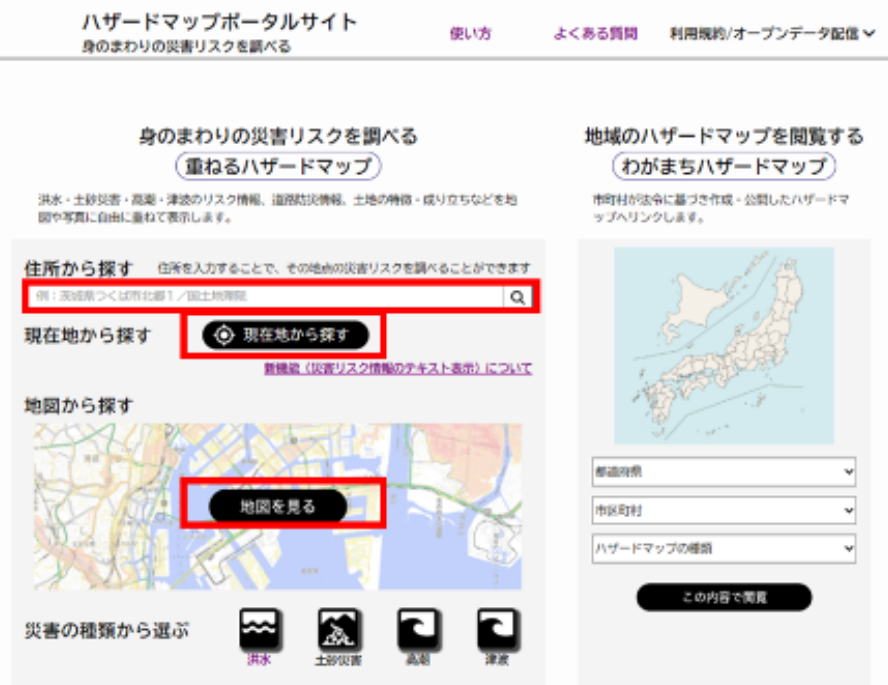 ハザードマップポータルサイト
身のまわりの災害リスクを調べる
使い方
よくある質問
利用規約/オープンデータ配信
身のまわりの災害リスクを調べる
重ねるハザードマップ
洪水・土砂災害・高潮・津波のリスク情報、道路防災情報、土地の特徴・成り立ちなどを地
図や写真に自由に重ねて表示します。
住所から探す
住所を入力することで、その地点の災害リスクを調べることができます
例：茨城県つくば市北郷1／国土地理院
現在地から探す
現在地から探す
新機能（災害リスク情報のテキスト表示）について
地図から探す
地図を見る
災害の種類から選ぶ
洪水
土砂災害
高潮
津波
地域のハザードマップを閲覧する
わがまちハザードマップ
市町村が法令に基づき作成・公開したハザードマ
ップへリンクします。
都道府県
市区町村
ハザードマップの種類
この内容で閲覧